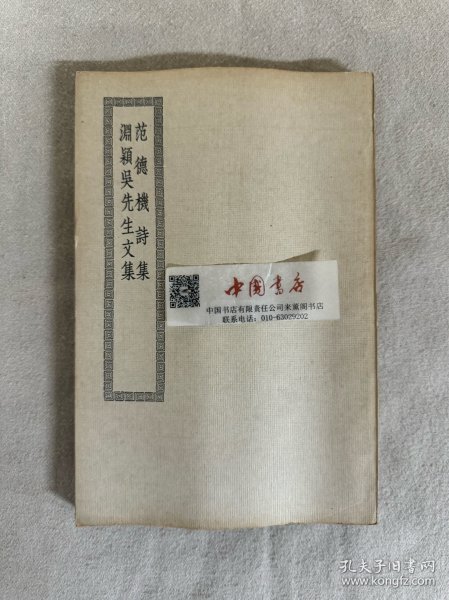 范德機詩集
淵穎吳先生文集
中国书店
中国书店有限责任公司来薰阁书店
联系电话：010-63029202
孔夫子旧书网
www.kongfz.com